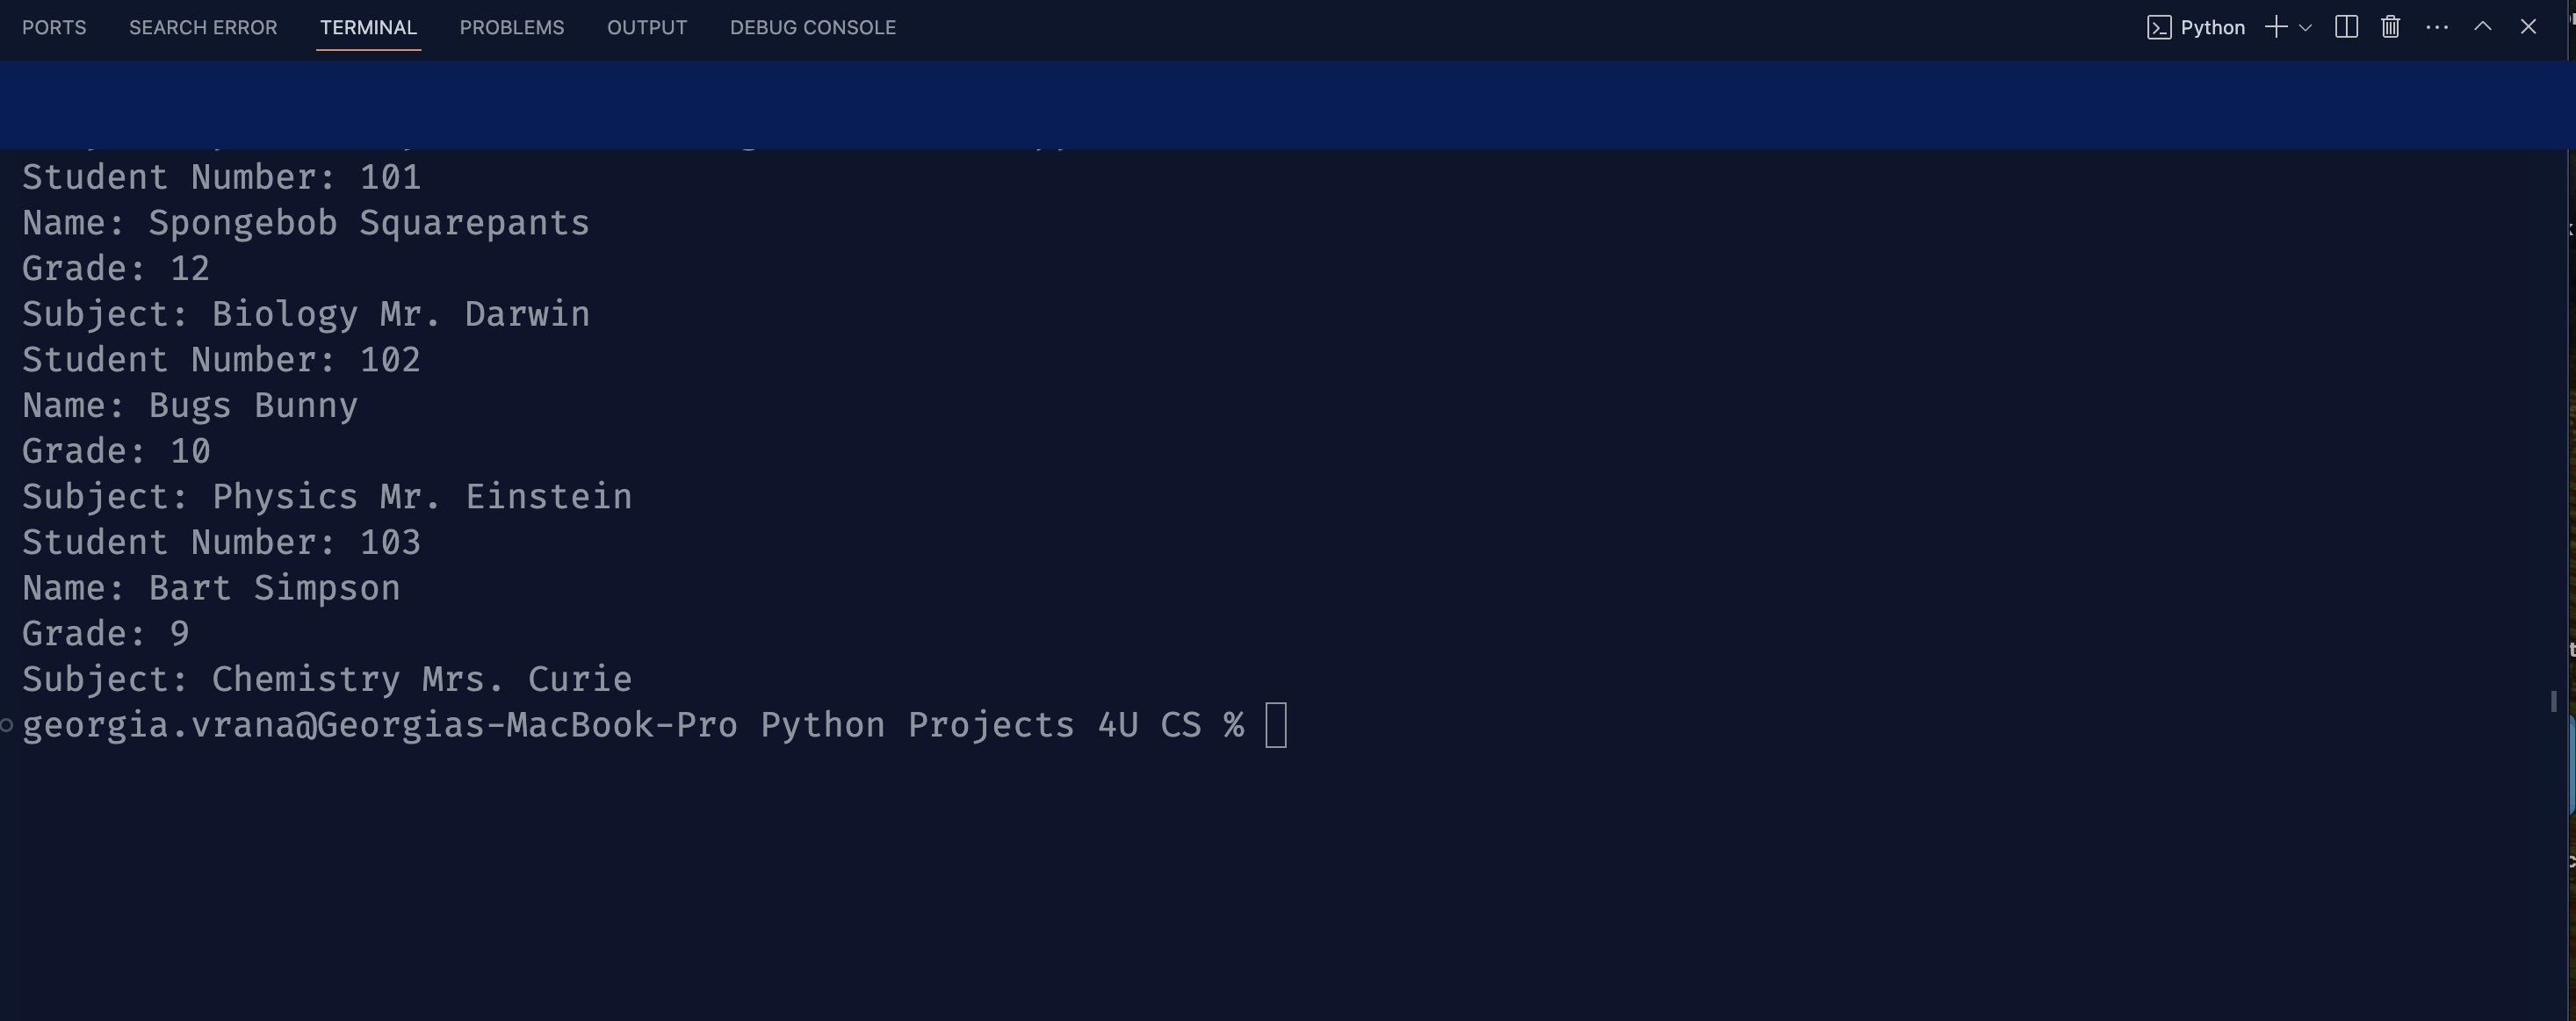 PORTS SEARCH ERROR TERMINAL PROBLEMS OUTPUT DEBUG CONSOLE Python
Student Number: 101
Name: Spongebob Squarepants
Grade: 12
Subject: Biology Mr. Darwin
Student Number: 102
Name: Bugs Bunny
Grade: 10
Subject: Physics Mr. Einstein
Student Number: 103
Name: Bart Simpson
Grade: 9
Subject: Chemistry Mrs. Curie
georgia.vrana@Georgias-MacBook-Pro Python Projects 4U CS %